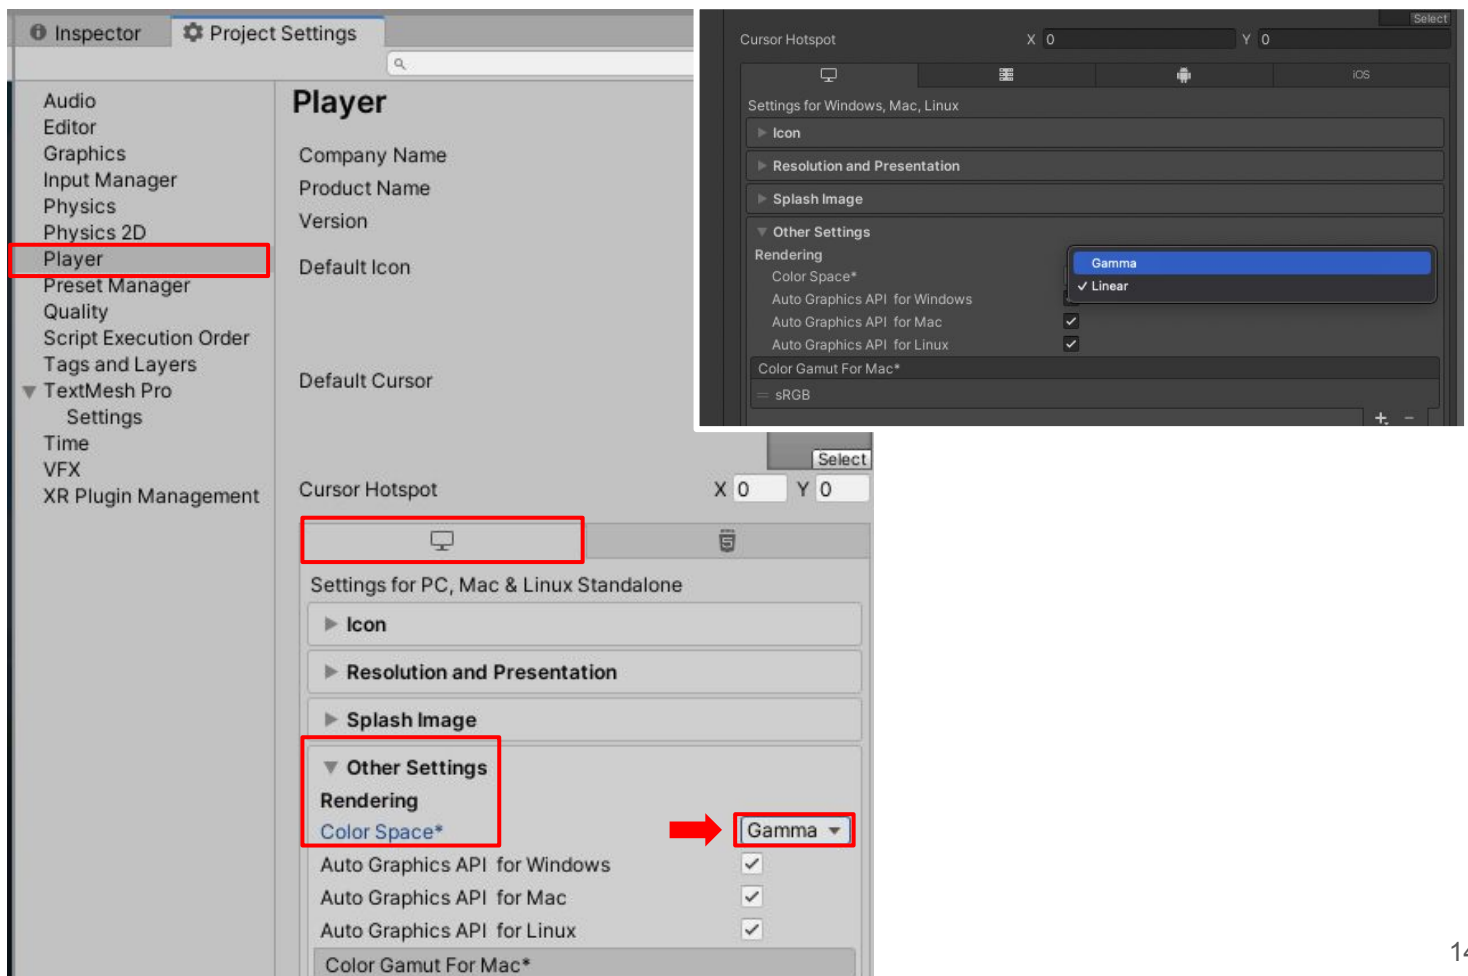 Inspector
Project Settings
Audio
Editor
Graphics
Input Manager
Physics
Physics 2D
Player
Preset Manager
Quality
Script Execution Order
Tags and Layers
TextMesh Pro
Settings
Time
VFX
XR Plugin Management
Player
Company Name
Product Name
Version
Default Icon
Default Cursor
Select
Cursor Hotspot X 0 Y 0
Settings for PC, Mac & Linux Standalone
Icon
Resolution and Presentation
Splash Image
Other Settings
Rendering
Color Space* Gamma
Auto Graphics API for Windows
Auto Graphics API for Mac
Auto Graphics API for Linux
Color Gamut For Mac*
Select
Cursor Hotspot X 0 Y 0
iOS
Settings for Windows, Mac, Linux
Icon
Resolution and Presentation
Splash Image
Other Settings
Rendering
Color Space*
Gamma
Linear
Auto Graphics API for Windows
Auto Graphics API for Mac
Auto Graphics API for Linux
Color Gamut For Mac*
sRGB
14